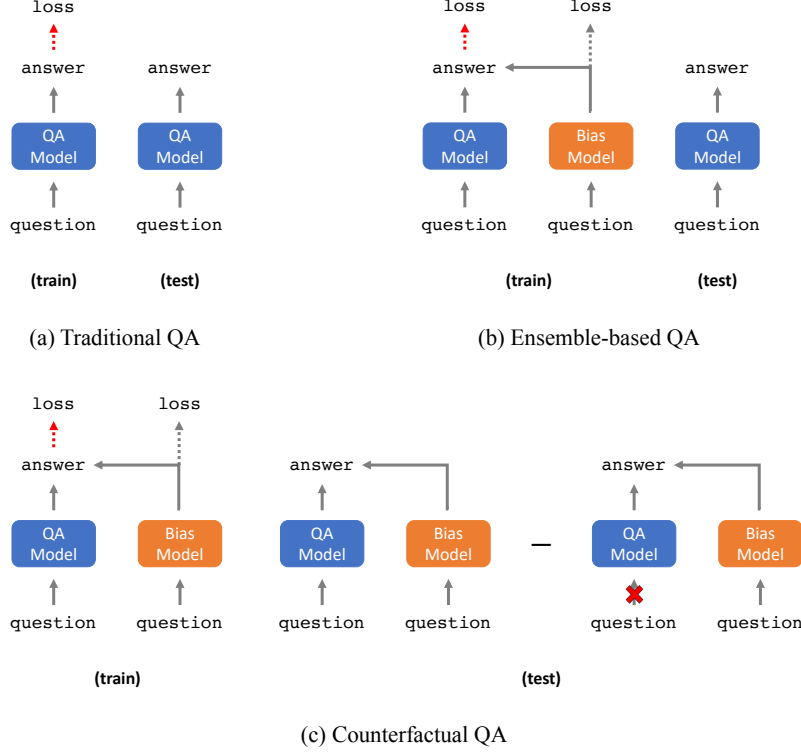 loss
loss
answer
answer
answer
answer
QA
Model
QA
Model
QA
Model
Bias
Model
QA
Model
question
question
question
question
question
(train)
(test)
(train)
(test)
(a) Traditional QA
(b) Ensemble-based QA
loss
loss
answer
answer
answer
QA
Model
Bias
Model
QA
Model
Bias
Model
—
QA
Model
Bias
Model
question
question
question
question
question
question
(train)
(test)
(c) Counterfactual QA